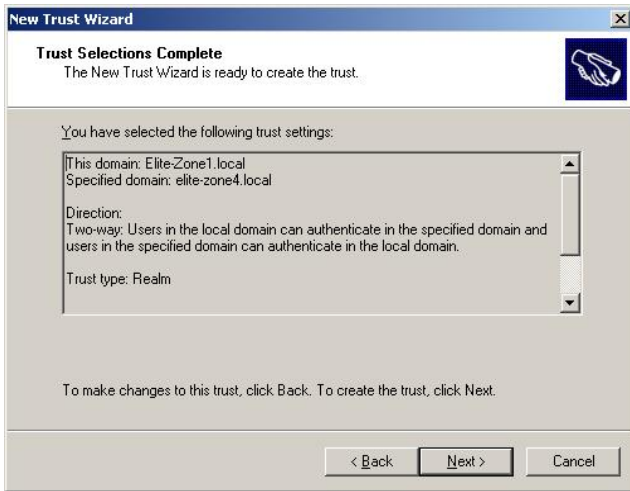 New Trust Wizard
Trust Selections Complete
The New Trust Wizard is ready to create the trust.
You have selected the following trust settings:
This domain: Elite-Zone1.local
Specified domain: elite-zone4.local
Direction:
Two-way: Users in the local domain can authenticate in the specified domain and
users in the specified domain can authenticate in the local domain.
Trust type: Realm
To make changes to this trust, click Back. To create the trust, click Next.
< Back
Next >
Cancel